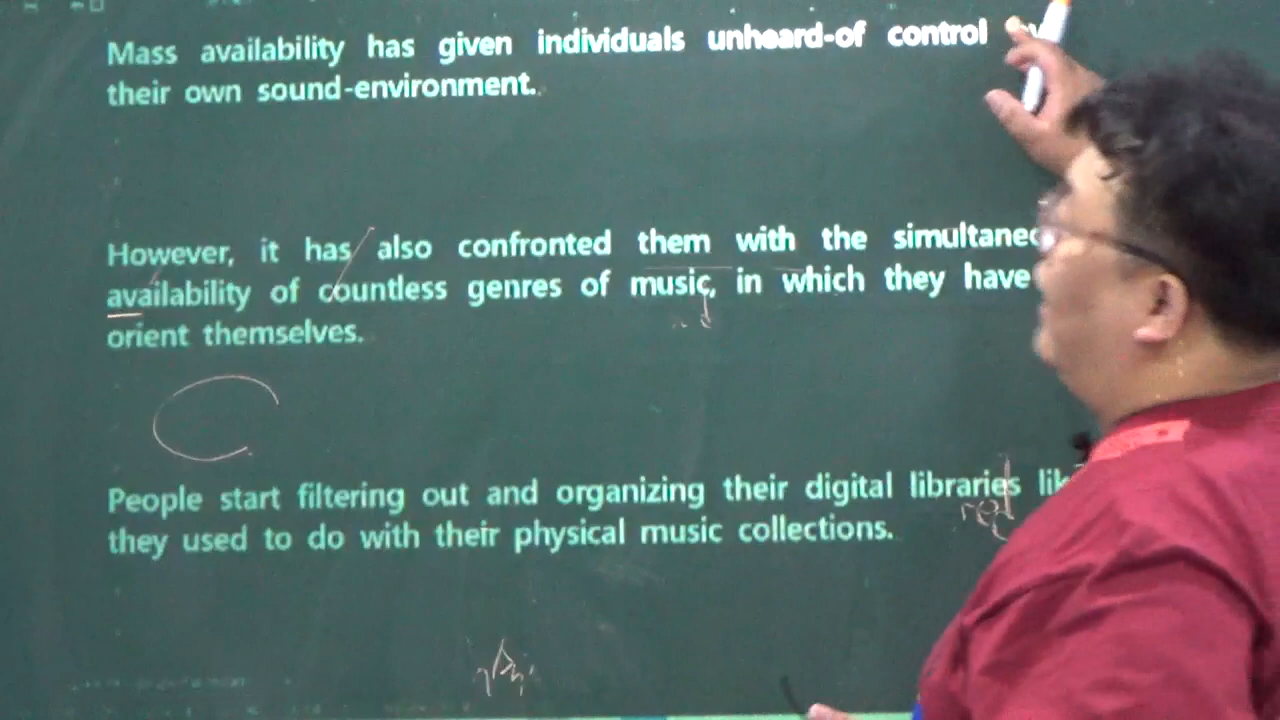 Mass availability has given individuals unheard-of control
their own sound-environment.
However, it has also confronted them with the
availability of countless genres of music, in which they have
orient themselves.
People start filtering out and organizing their digital libraries
they used to do with their physical music collections.